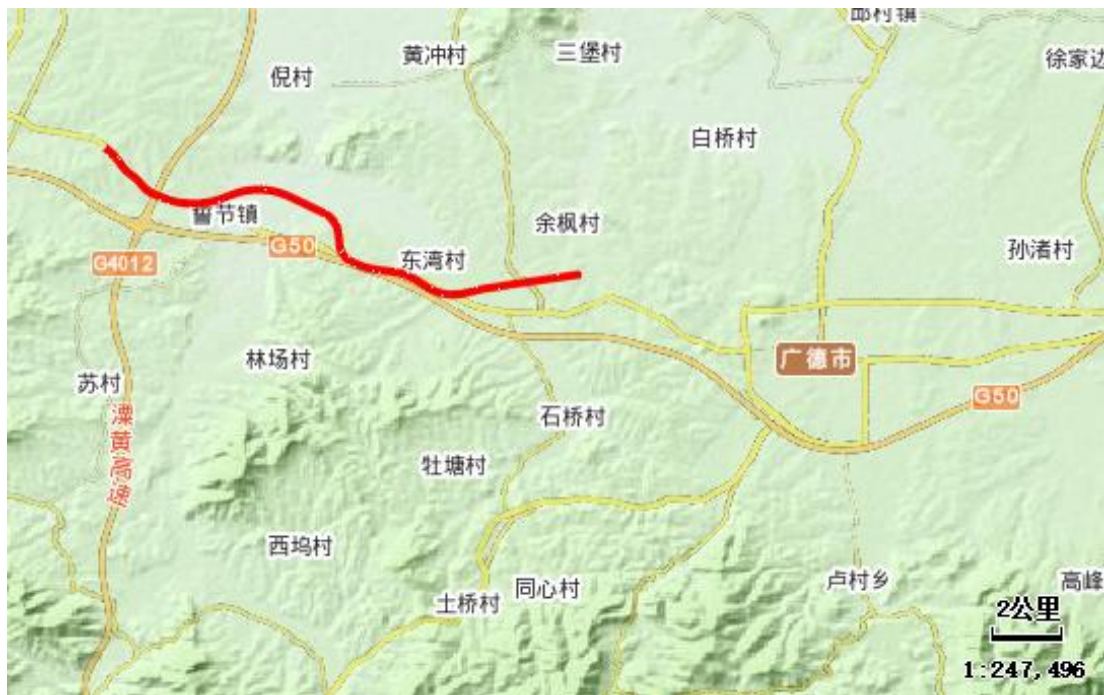 邱村镇
黄冲村
三堡村
徐家边
倪村
白桥村
誓节镇
余枫村
G50
东湾村
孙渚村
G4012
林场村
广德市
苏村
G50
溧黄高速
石桥村
牡塘村
西坞村
同心村
卢村乡
高峰
土桥村
2公里
1:247,496